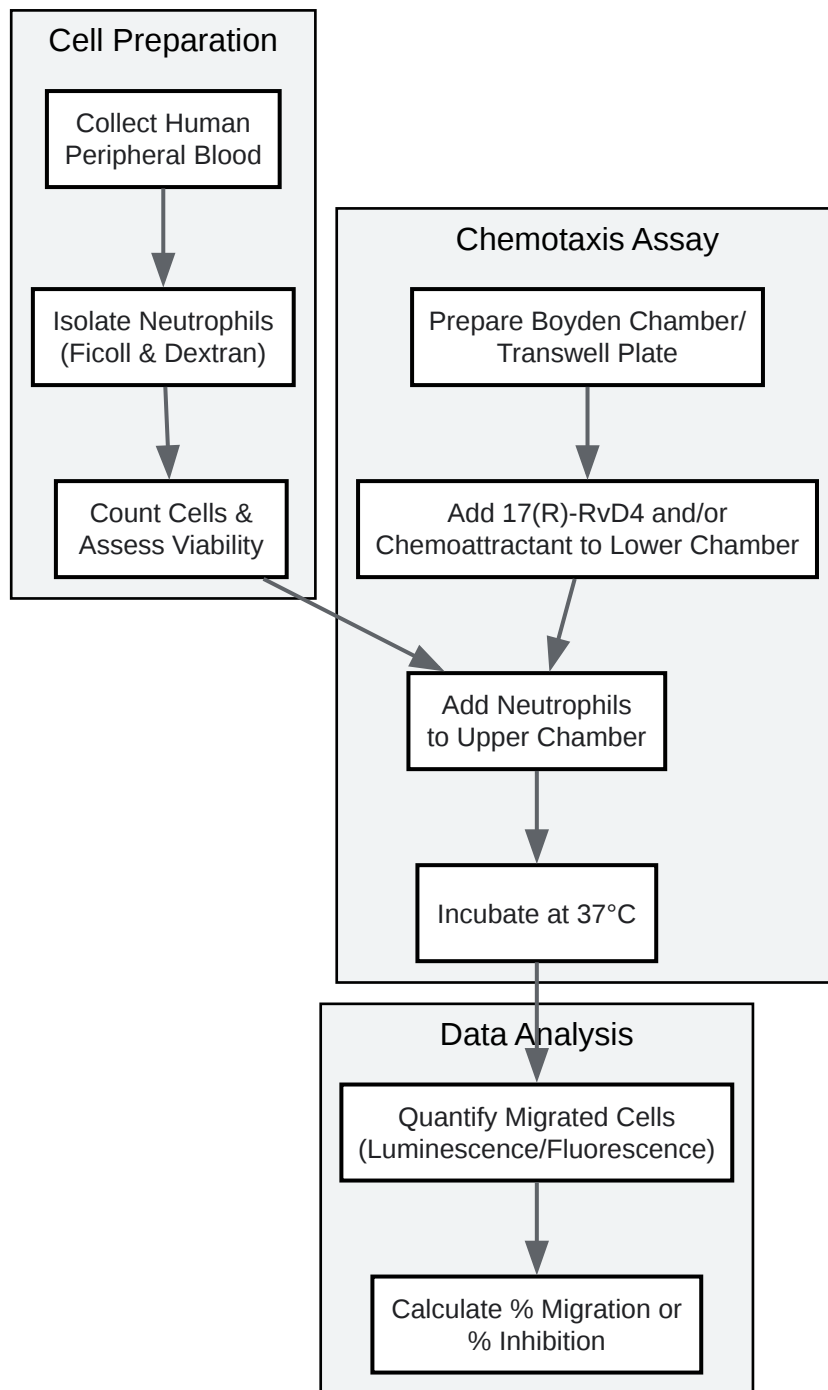 Cell Preparation
Collect Human
Peripheral Blood
Isolate Neutrophils
(Ficoll & Dextran)
Count Cells &
Assess Viability
Chemotaxis Assay
Prepare Boyden Chamber/
Transwell Plate
Add 17(R)-RvD4 and/or
Chemoattractant to Lower Chamber
Add Neutrophils
to Upper Chamber
Incubate at 37°C
Data Analysis
Quantify Migrated Cells
(Luminescence/Fluorescence)
Calculate % Migration or
% Inhibition